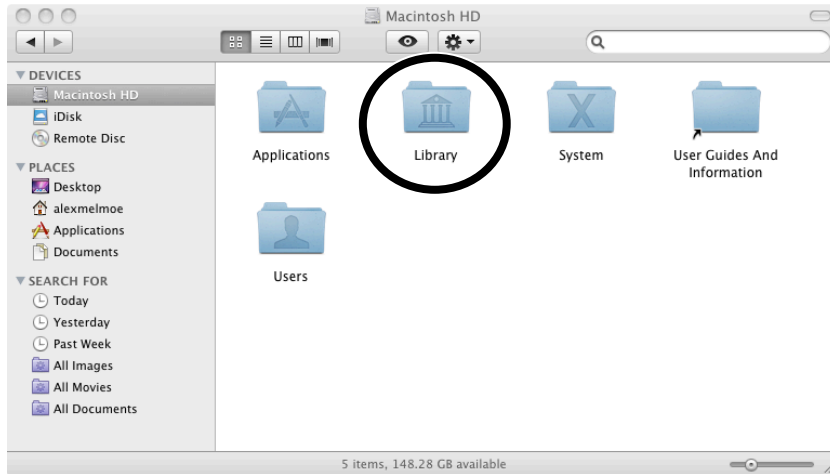 Macintosh HD
DEVICES
Macintosh HD
iDisk
Remote Disc
PLACES
Desktop
alexmelmoe
Applications
Documents
SEARCH FOR
Today
Yesterday
Past Week
All Images
All Movies
All Documents
Applications
Library
System
User Guides And
Information
Users
5 items, 148.28 GB available